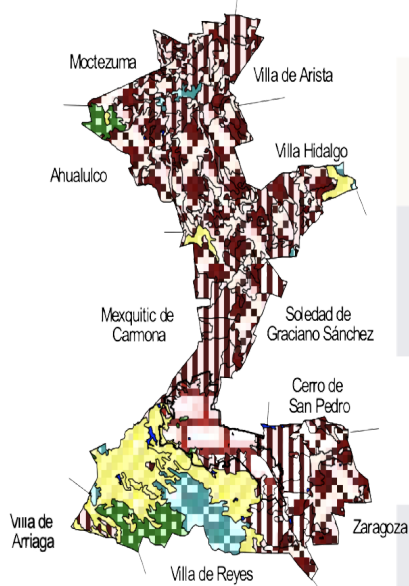 Moctezuma
Villa de Arista
Villa Hidalgo
Ahualulco
Mexquitic de
Carmona
Soledad de
Graciano Sánchez
Cerro de
San Pedro
Villa de
Arriaga
Zaragoza
Villa de Reyes